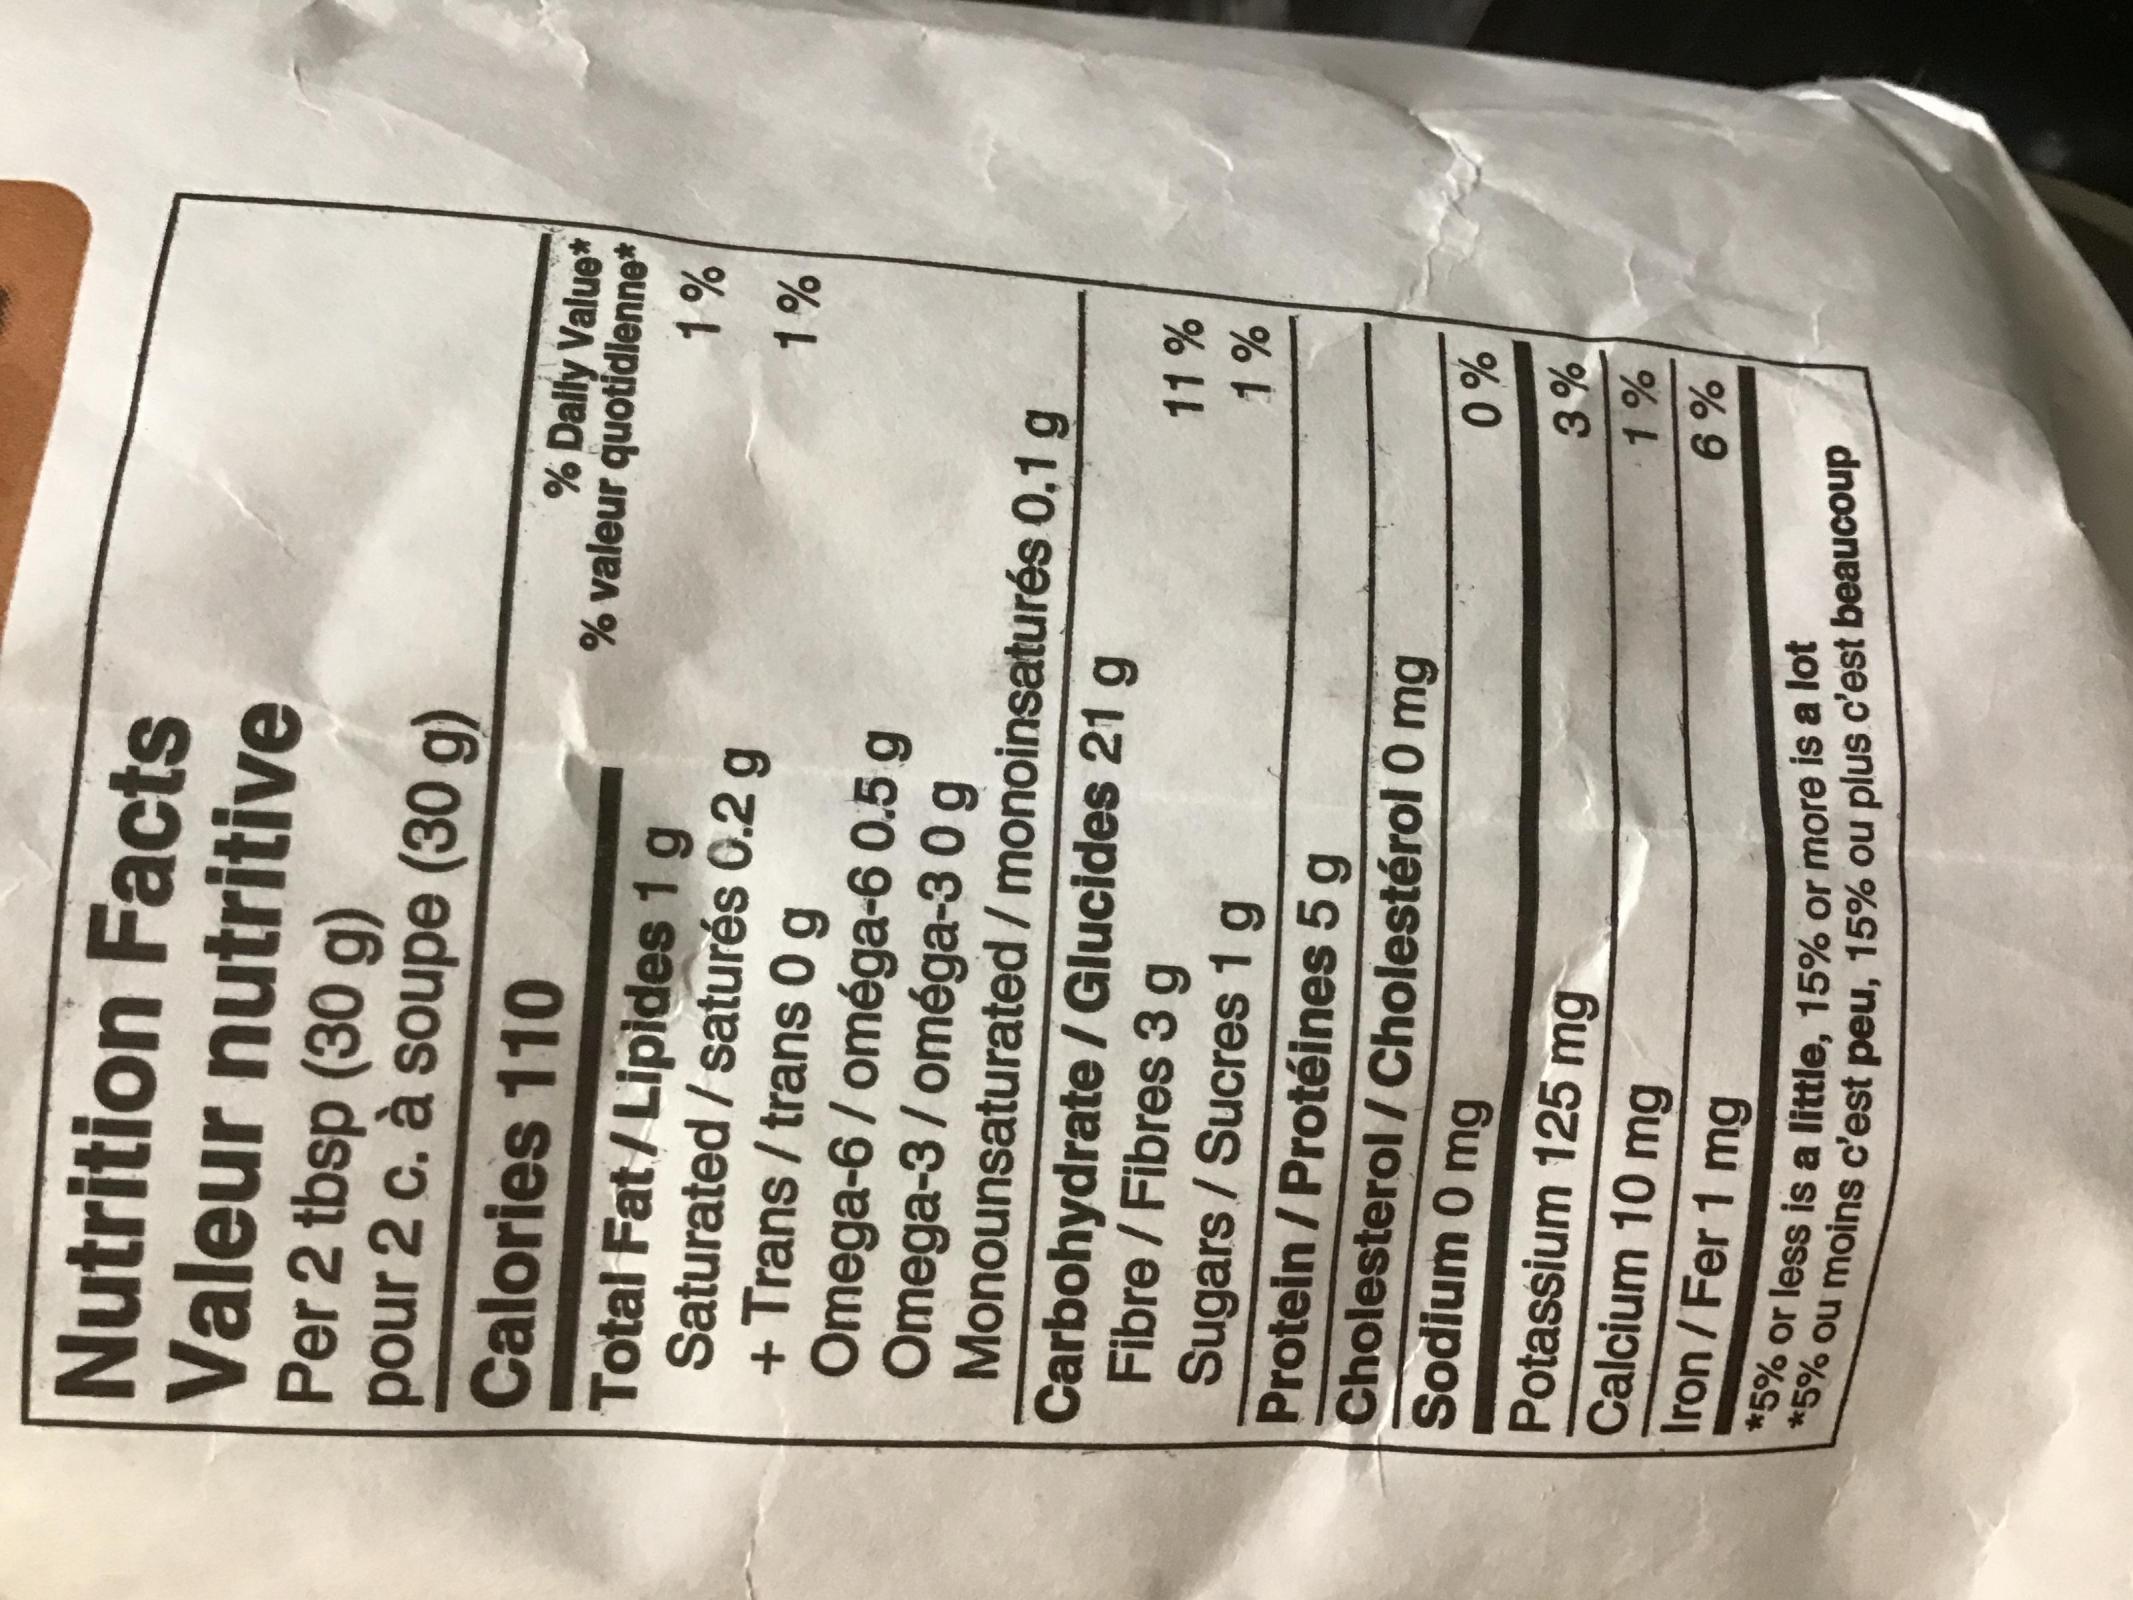 Nutrition Facts
Valeur nutritive
Per 2 tbsp (30 g)
pour 2 c. à soupe (30 g)
Calories 110
% Daily Value*
% valeur quotidienne*
Total Fat / Lipides 1 g 1 %
Saturated / saturés 0.2 g
+ Trans / trans 0 g 1 %
Omega-6 / oméga-6 0.5 g
Omega-3 / oméga-3 0 g
Monounsaturated / monoinsaturés 0.1 g
Carbohydrate / Glucides 21 g
Fibre / Fibres 3 g 11 %
Sugars / Sucres 1 g 1 %
Protein / Protéines 5 g
Cholesterol / Cholestérol 0 mg
Sodium 0 mg 0 %
Potassium 125 mg 3 %
Calcium 10 mg 1 %
Iron / Fer 1 mg 6 %
*5% or less is a little, 15% or more is a lot
*5% ou moins c'est peu, 15% ou plus c'est beaucoup